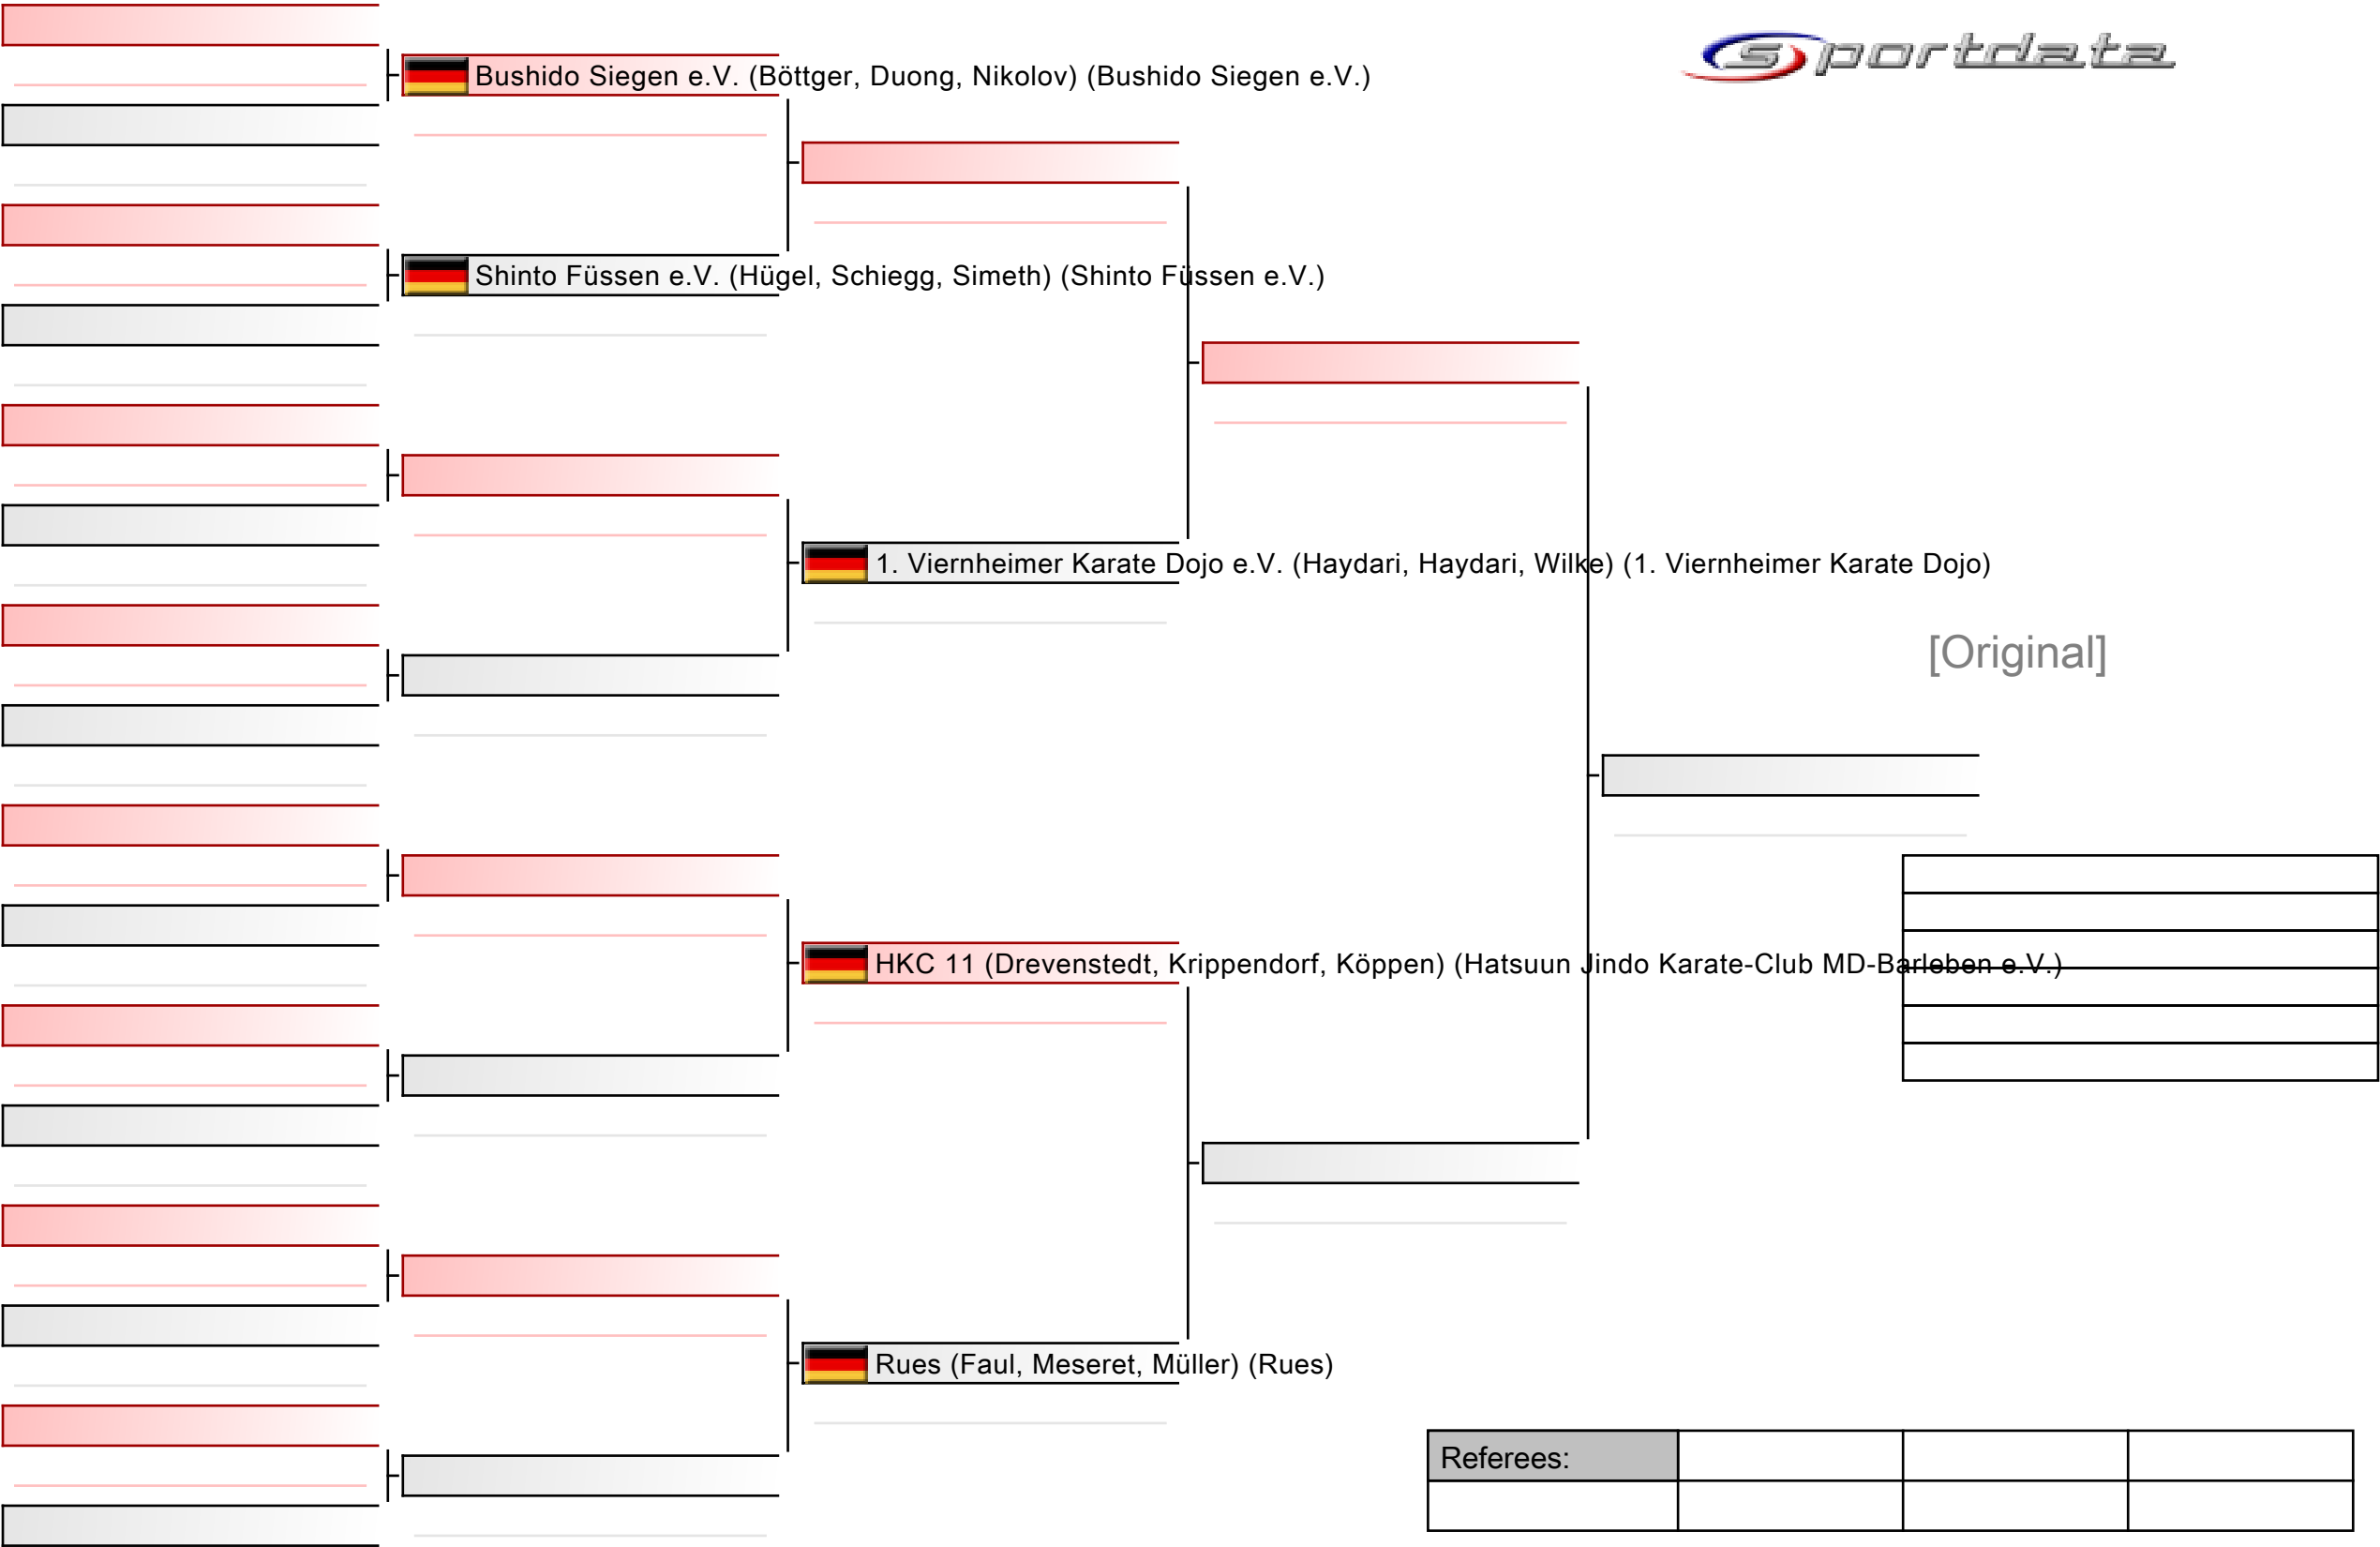 sportdata
Bushido Siegen e.V. (Böttger, Duong, Nikolov) (Bushido Siegen e.V.)
Shinto Füssen e.V. (Hügel, Schiegg, Simeth) (Shinto Füssen e.V.)
1. Viernheimer Karate Dojo e.V. (Haydari, Haydari, Wilke) (1. Viernheimer Karate Dojo)
[Original]
HKC 11 (Drevenstedt, Krippendorf, Köppen) (Hatsuun Jindo Karate-Club MD-Barleben e.V.)
Rues (Faul, Meseret, Müller) (Rues)
Referees: